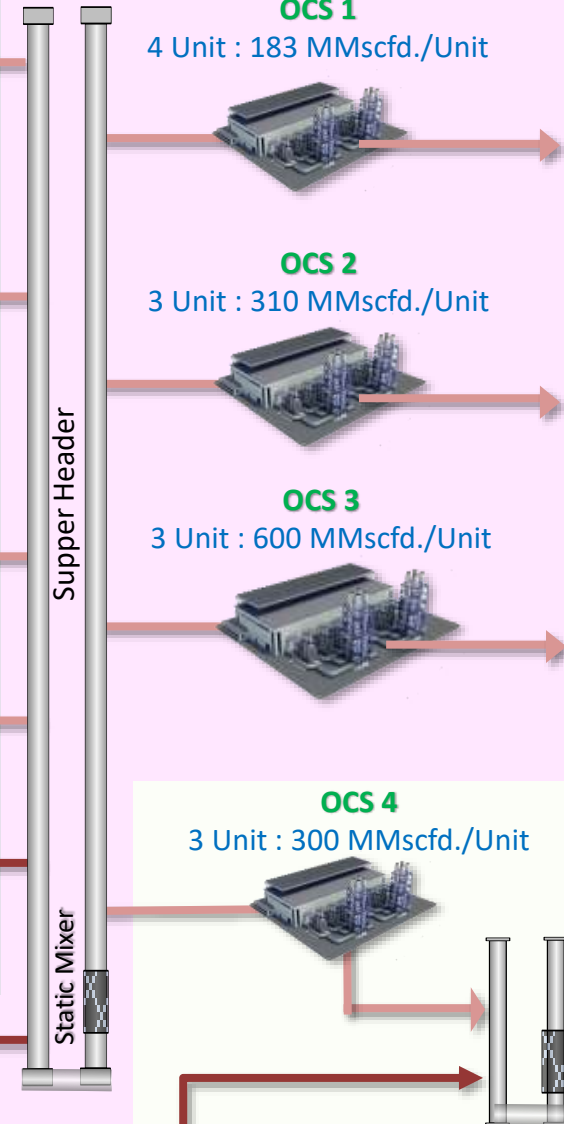 OCS 1
4 Unit : 183 MMscfd./Unit
OCS 2
3 Unit : 310 MMscfd./Unit
Supper Header
OCS 3
3 Unit : 600 MMscfd./Unit
OCS 4
3 Unit : 300 MMscfd./Unit
Static Mixer